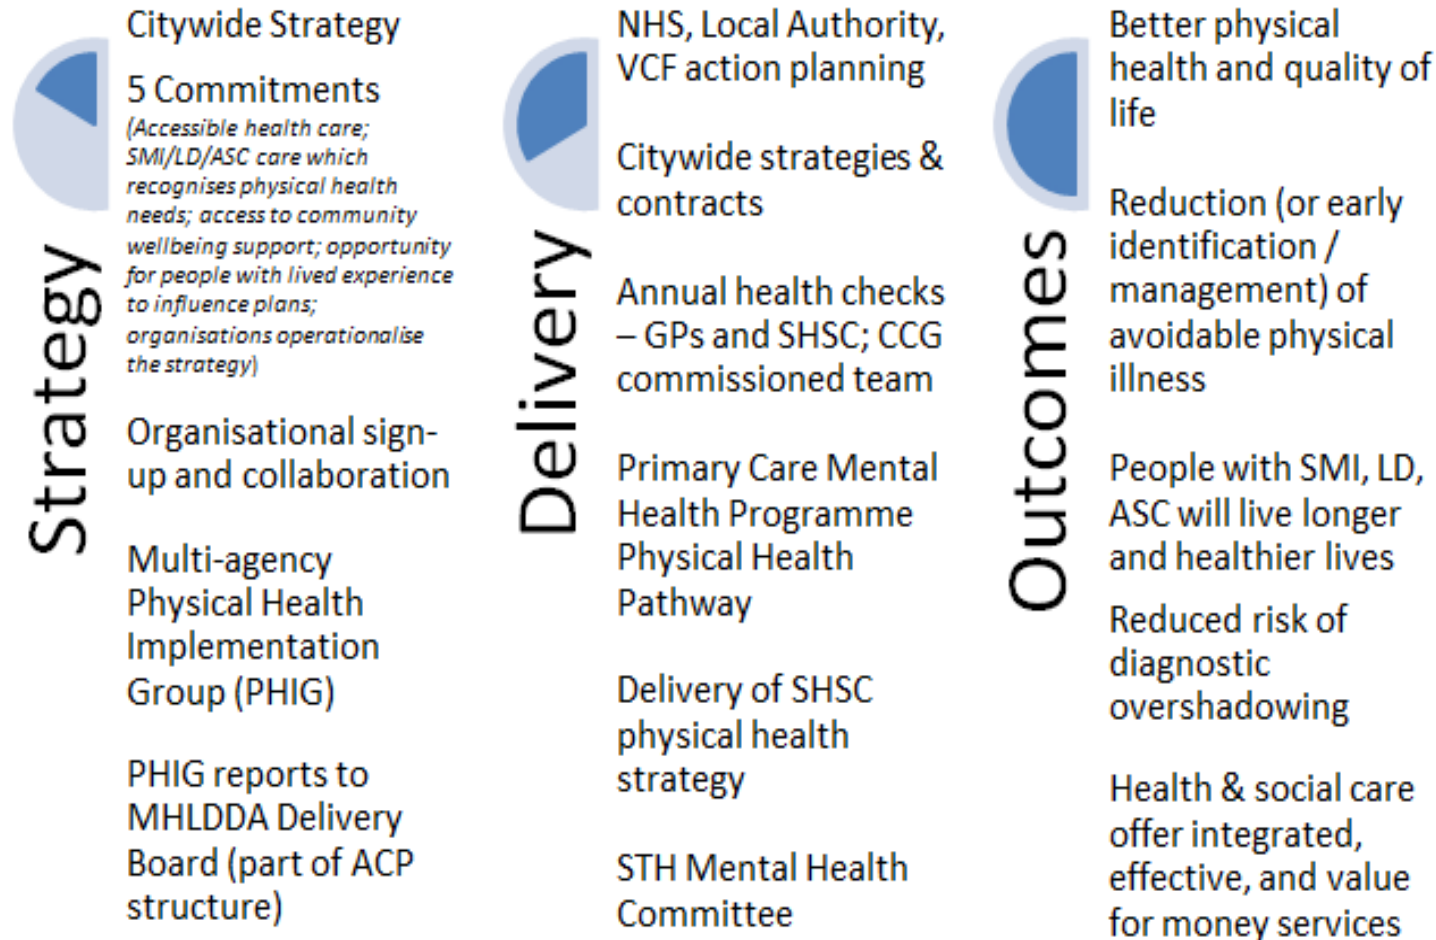 Strategy
Citywide Strategy
5 Commitments
(Accessible health care;
SMI/LD/ASC care which
recognises physical health
needs; access to community
wellbeing support; opportunity
for people with lived experience
to influence plans;
organisations operationalise
the strategy)
Organisational sign-
up and collaboration
Multi-agency
Physical Health
Implementation
Group (PHIG)
PHIG reports to
MHLDDA Delivery
Board (part of ACP
structure)
Delivery
NHS, Local Authority,
VCF action planning
Citywide strategies &
contracts
Annual health checks
– GPs and SHSC; CCG
commissioned team
Primary Care Mental
Health Programme
Physical Health
Pathway
Delivery of SHSC
physical health
strategy
STH Mental Health
Committee
Outcomes
Better physical
health and quality of
life
Reduction (or early
identification /
management) of
avoidable physical
illness
People with SMI, LD,
ASC will live longer
and healthier lives
Reduced risk of
diagnostic
overshadowing
Health & social care
offer integrated,
effective, and value
for money services